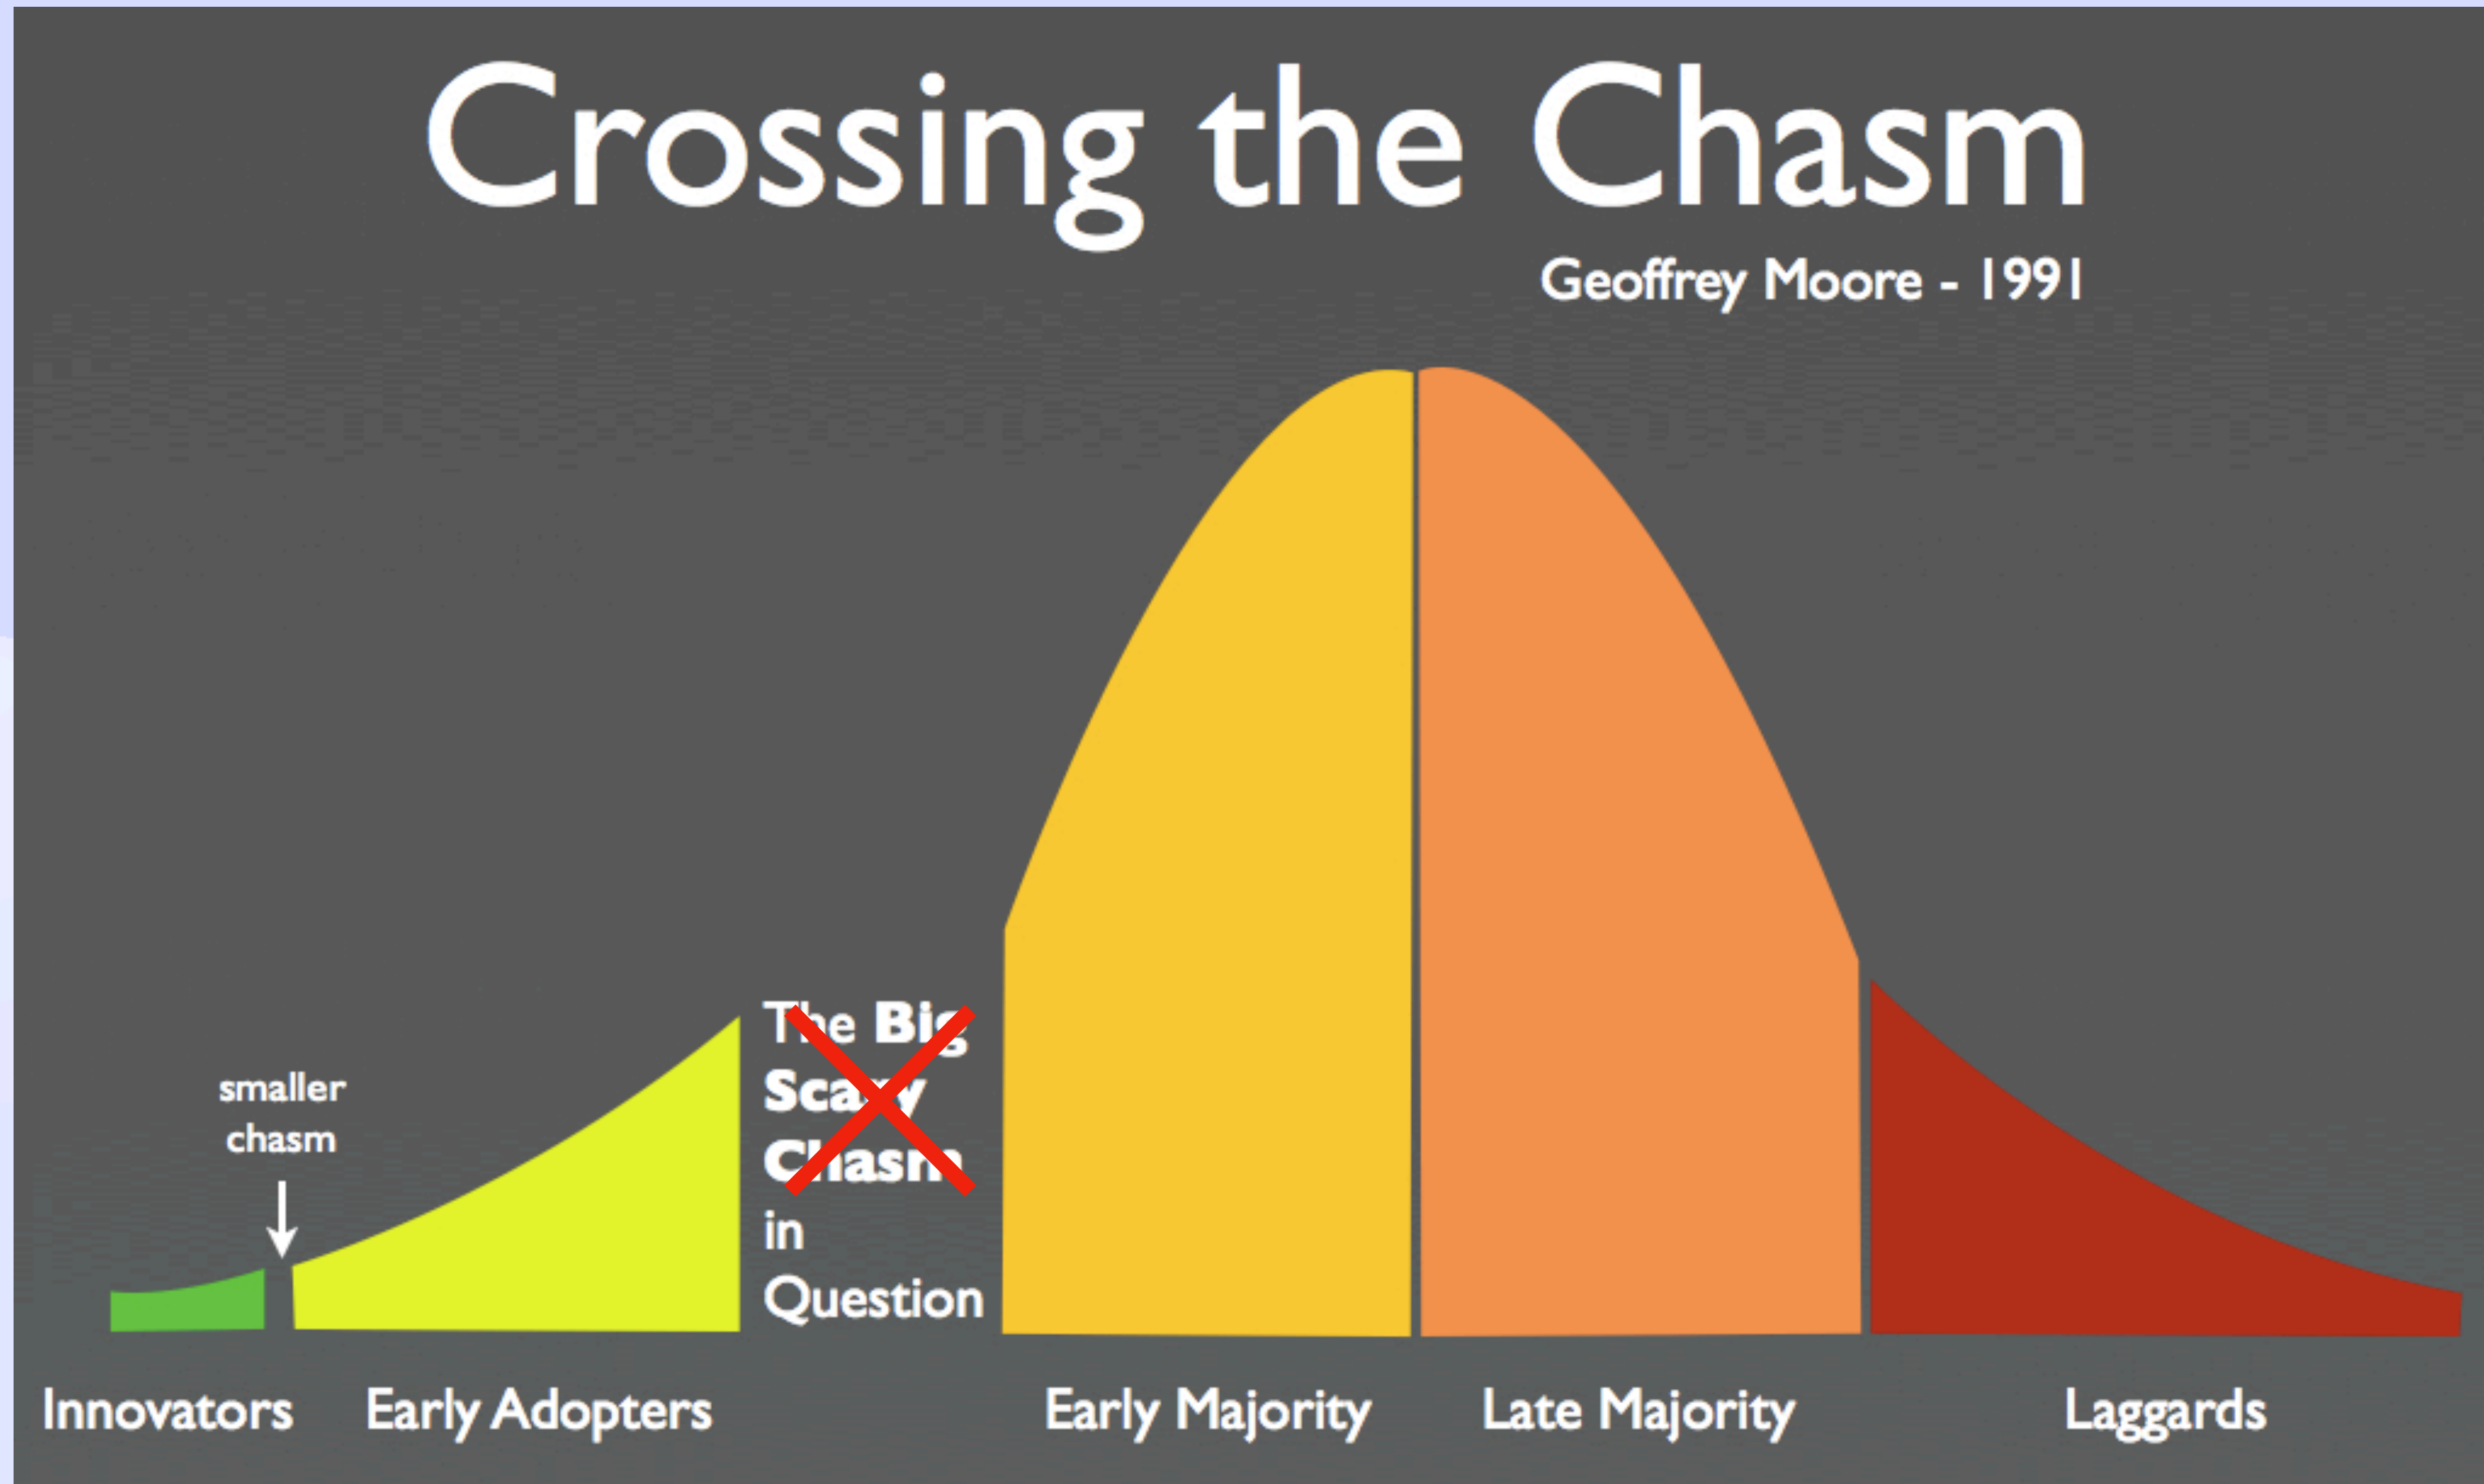 Crossing the Chasm
Geoffrey Moore - 1991
smaller
chasm
The Big
Scary
Chasm
in
Question
Innovators
Early Adopters
Early Majority
Late Majority
Laggards